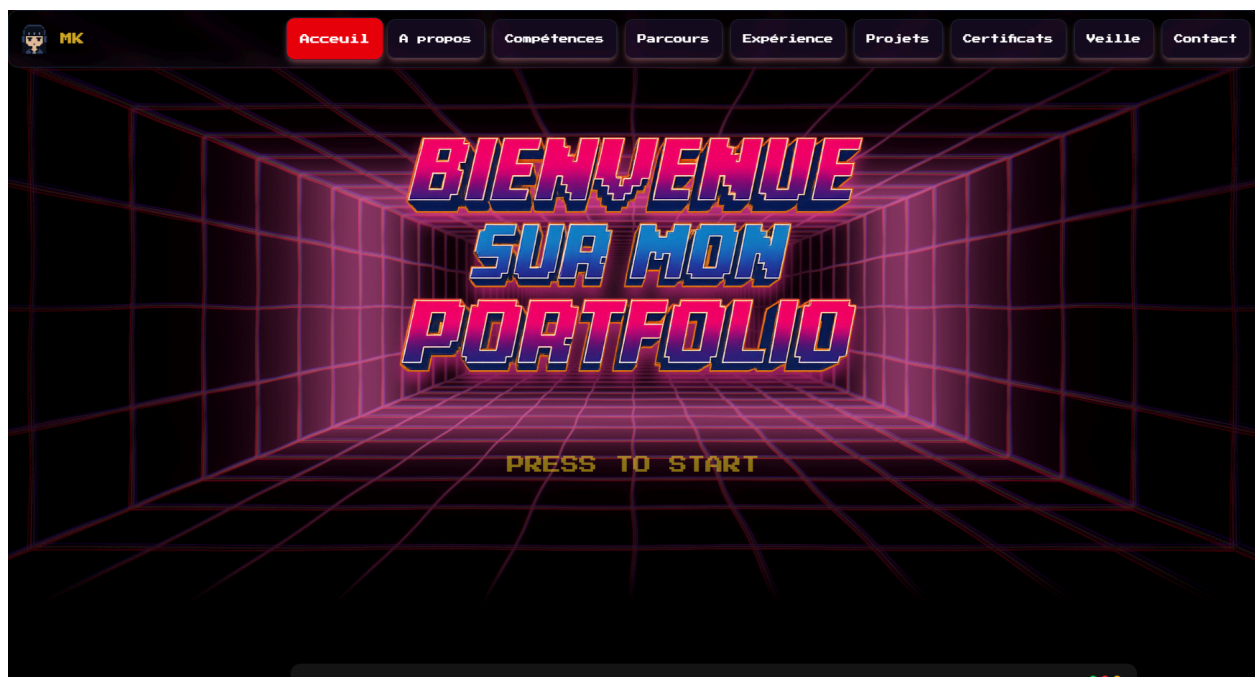 MK Acceuil A propos Compétences Parcours Expérience Projets Certificats Veille Contact
BIENVENUE
SUR MON
PORTFOLIO
PRESS TO START